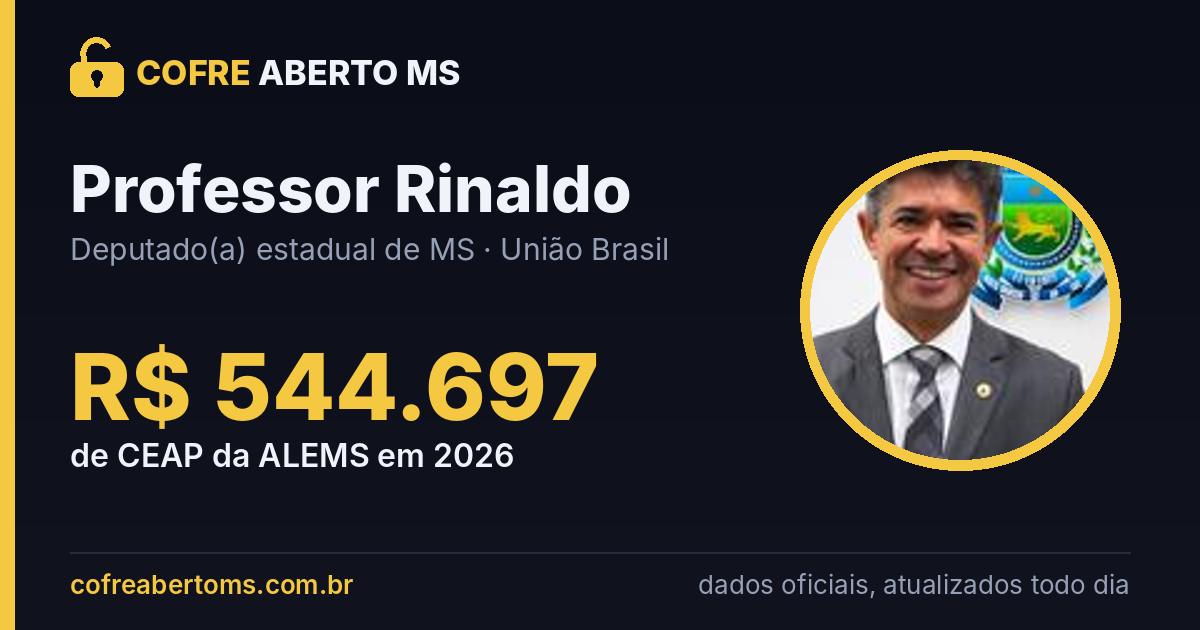 COFRE ABERTO MS
Professor Rinaldo
Deputado(a) estadual de MS · União Brasil
R$ 544.697
de CEAP da ALEMS em 2026
cofreabertoms.com.br
dados oficiais, atualizados todo dia